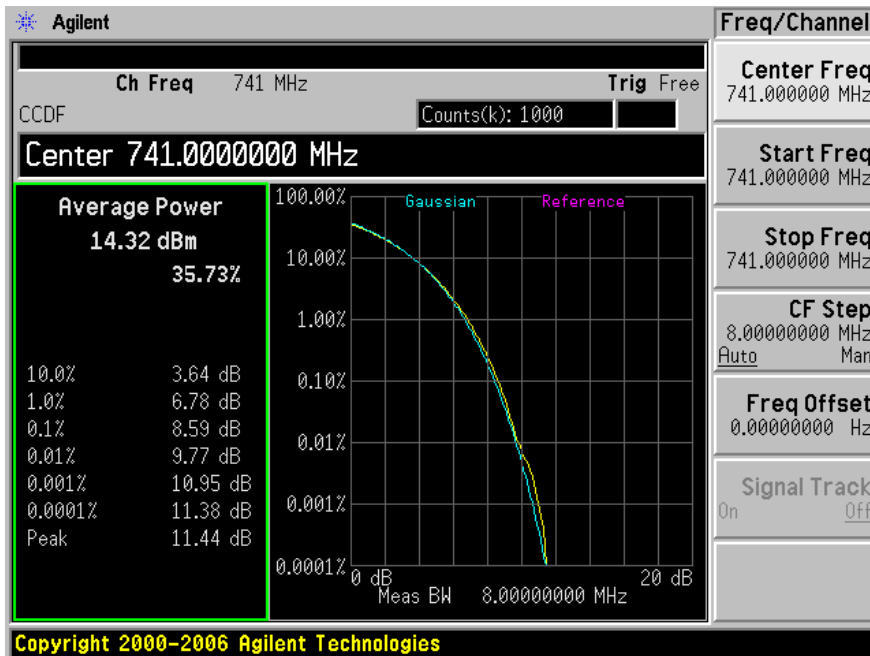 Agilent
Freq/Channel
Ch Freq 741 MHz Trig Free
CCDF
Counts(k): 1000
Center 741.0000000 MHz
Average Power
14.32 dBm
35.73%
10.0% 3.64 dB
1.0% 6.78 dB
0.1% 8.59 dB
0.01% 9.77 dB
0.001% 10.95 dB
0.0001% 11.38 dB
Peak 11.44 dB
Gaussian Reference
100.00%
10.00%
1.00%
0.10%
0.01%
0.001%
0.0001%
0 dB 20 dB
Meas BW 8.00000000 MHz
Center Freq
741.000000 MHz
Start Freq
741.000000 MHz
Stop Freq
741.000000 MHz
CF Step
8.00000000 MHz
Auto Man
Freq Offset
0.00000000 Hz
Signal Track
On Off
Copyright 2000-2006 Agilent Technologies